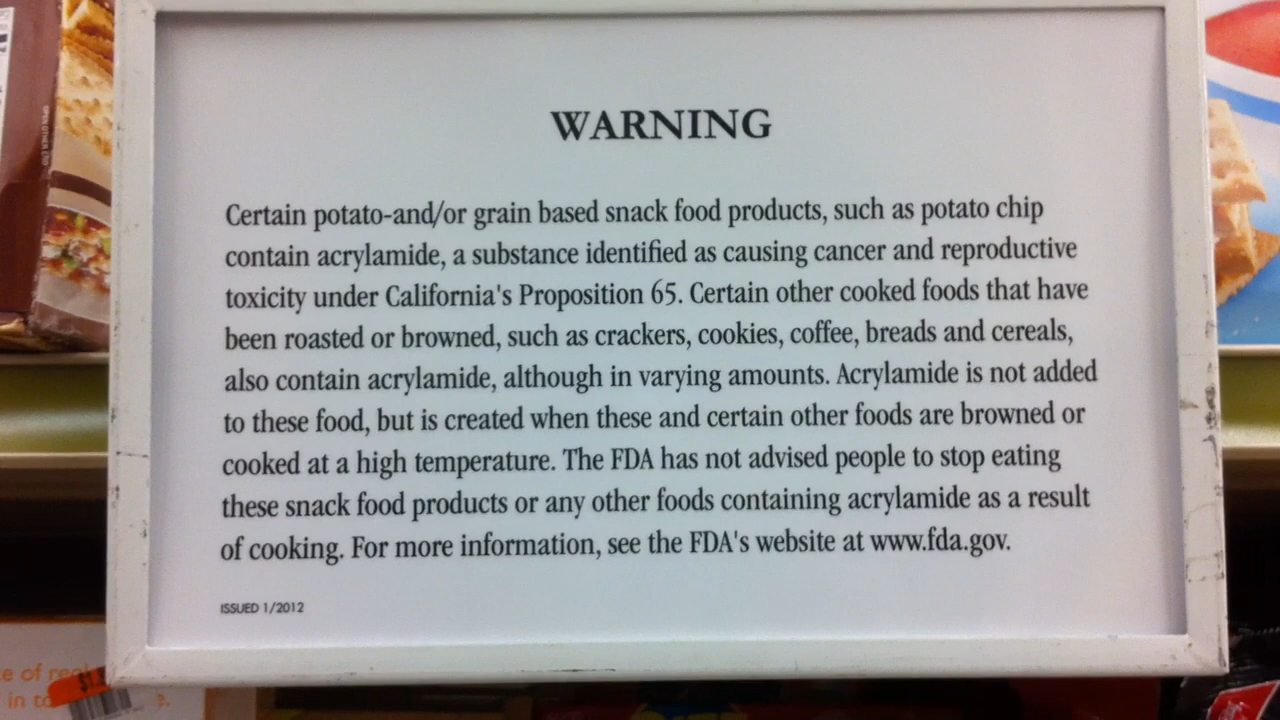 WARNING
Certain potato-and/or grain based snack food products, such as potato chip
contain acrylamide, a substance identified as causing cancer and reproductive
toxicity under California's Proposition 65. Certain other cooked foods that have
been roasted or browned, such as crackers, cookies, coffee, breads and cereals,
also contain acrylamide, although in varying amounts. Acrylamide is not added
to these food, but is created when these and certain other foods are browned or
cooked at a high temperature. The FDA has not advised people to stop eating
these snack food products or any other foods containing acrylamide as a result
of cooking. For more information, see the FDA's website at www.fda.gov.
ISSUED 1/2012
OPEN OTHER END
of
in